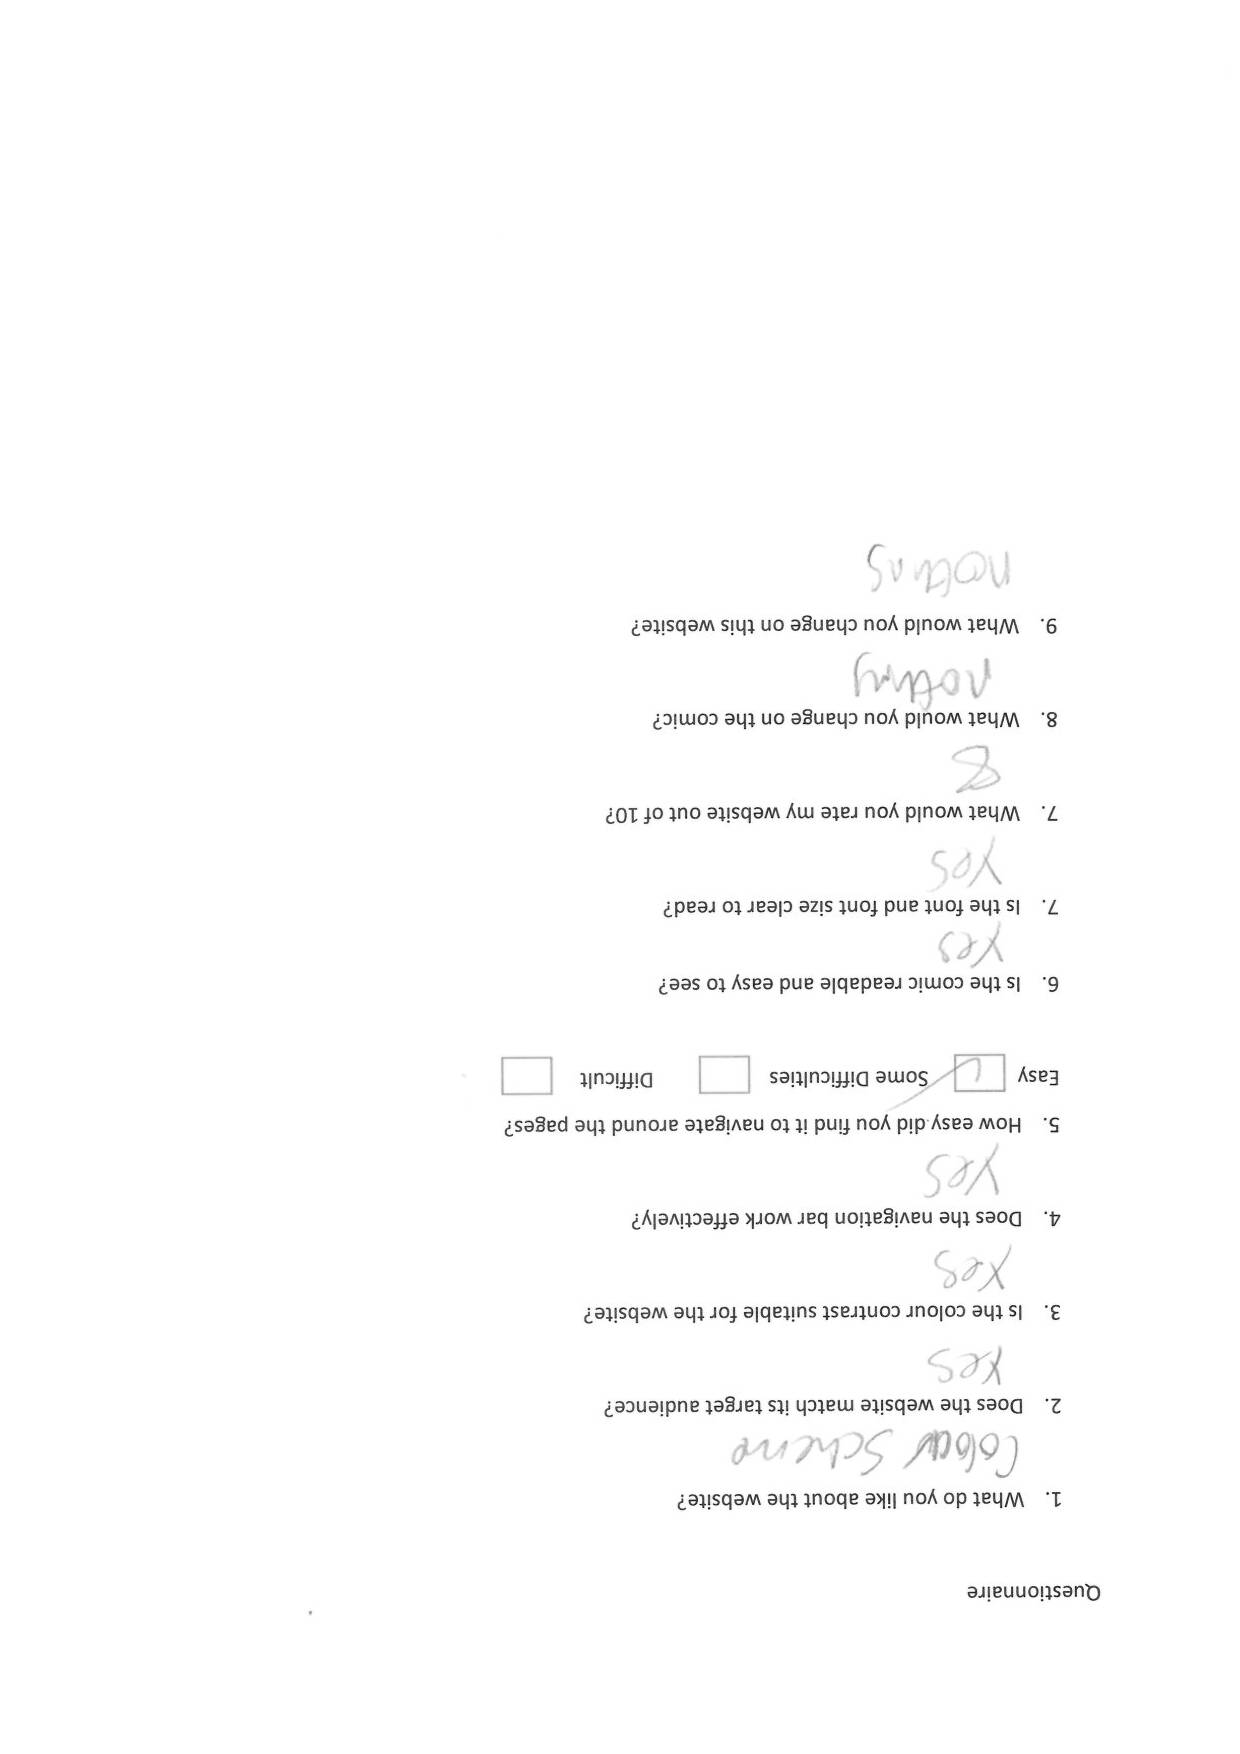 Questionnaire
1. What do you like about the website?
Colour Scheme
2. Does the website match its target audience?
Yes
3. Is the colour contrast suitable for the website?
Yes
4. Does the navigation bar work effectively?
Yes
5. How easy did you find it to navigate around the pages?
Easy Some Difficulties Difficult
6. Is the comic readable and easy to see?
Yes
7. Is the font and font size clear to read?
Yes
7. What would you rate my website out of 10?
8
8. What would you change on the comic?
nothing
9. What would you change on this website?
nothing